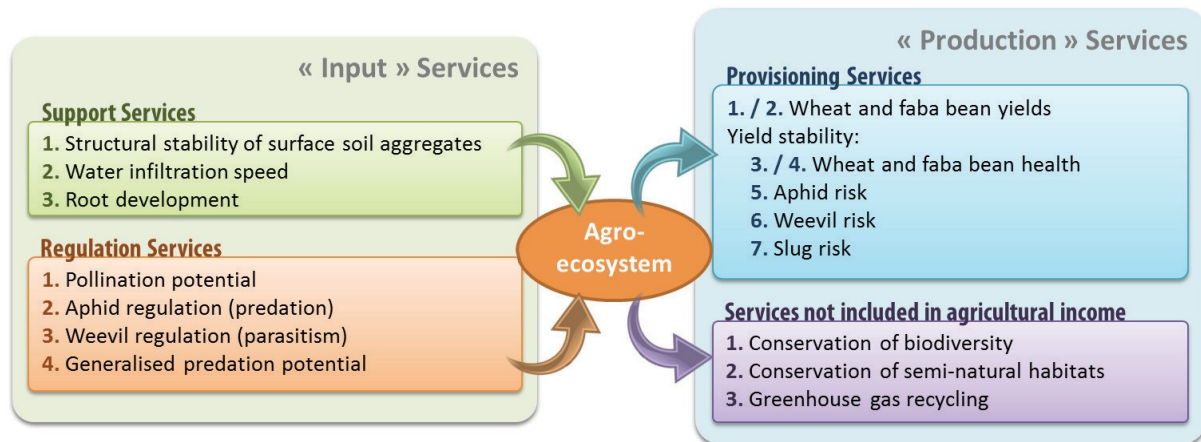 « Input » Services
Support Services
1. Structural stability of surface soil aggregates
2. Water infiltration speed
3. Root development
Regulation Services
1. Pollination potential
2. Aphid regulation (predation)
3. Weevil regulation (parasitism)
4. Generalised predation potential
Agro-
ecosystem
« Production » Services
Provisioning Services
1. / 2. Wheat and faba bean yields
Yield stability:
3. / 4. Wheat and faba bean health
5. Aphid risk
6. Weevil risk
7. Slug risk
Services not included in agricultural income
1. Conservation of biodiversity
2. Conservation of semi-natural habitats
3. Greenhouse gas recycling